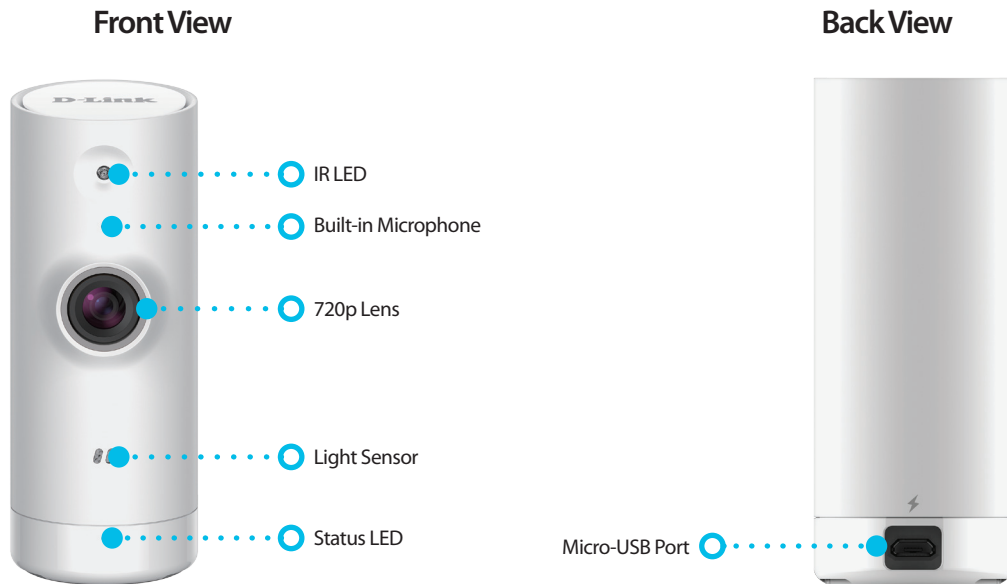 Front View
Back View
D-Link
IR LED
Built-in Microphone
720p Lens
Light Sensor
Status LED
Micro-USB Port